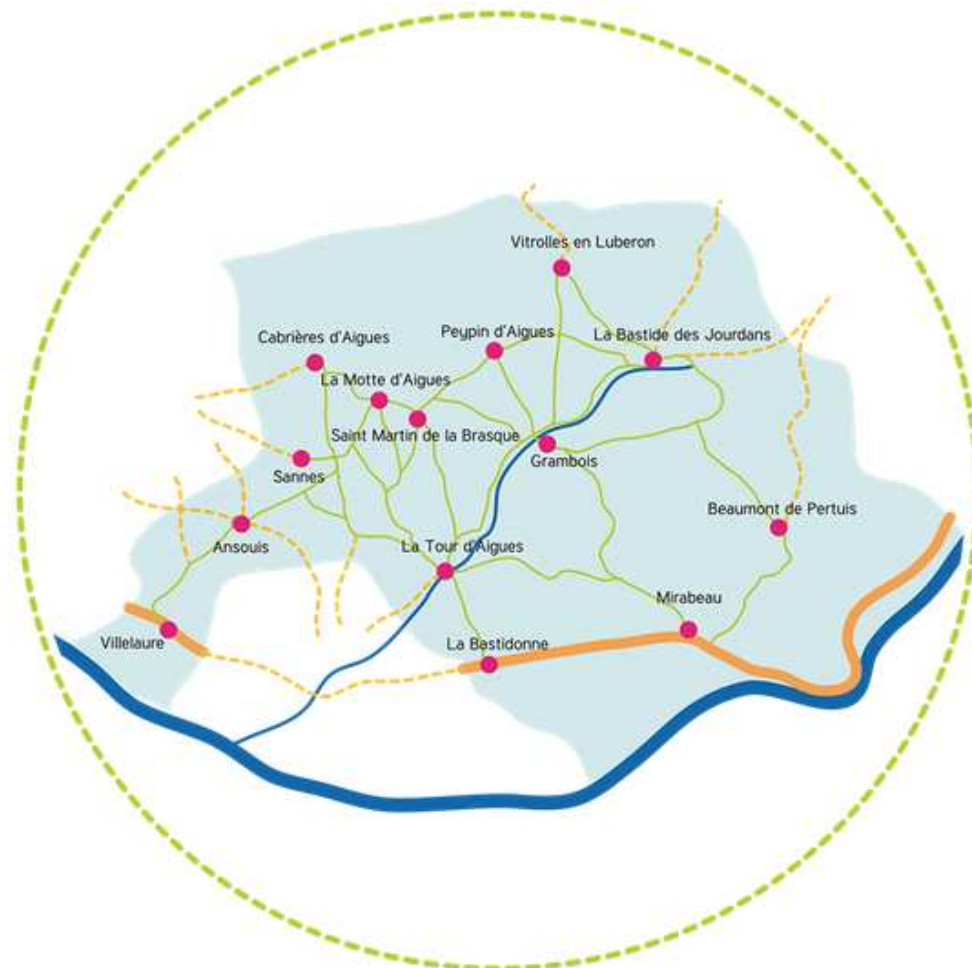 Vitrolles en Luberon
Peypin d'Aigues
La Bastide des Jourdans
Cabrières d'Aigues
La Motte d'Aigues
Saint Martin de la Brasque
Grambois
Sannes
Beaumont de Pertuis
Ansouis
La Tour d'Aigues
Mirabeau
Villelaure
La Bastidonne